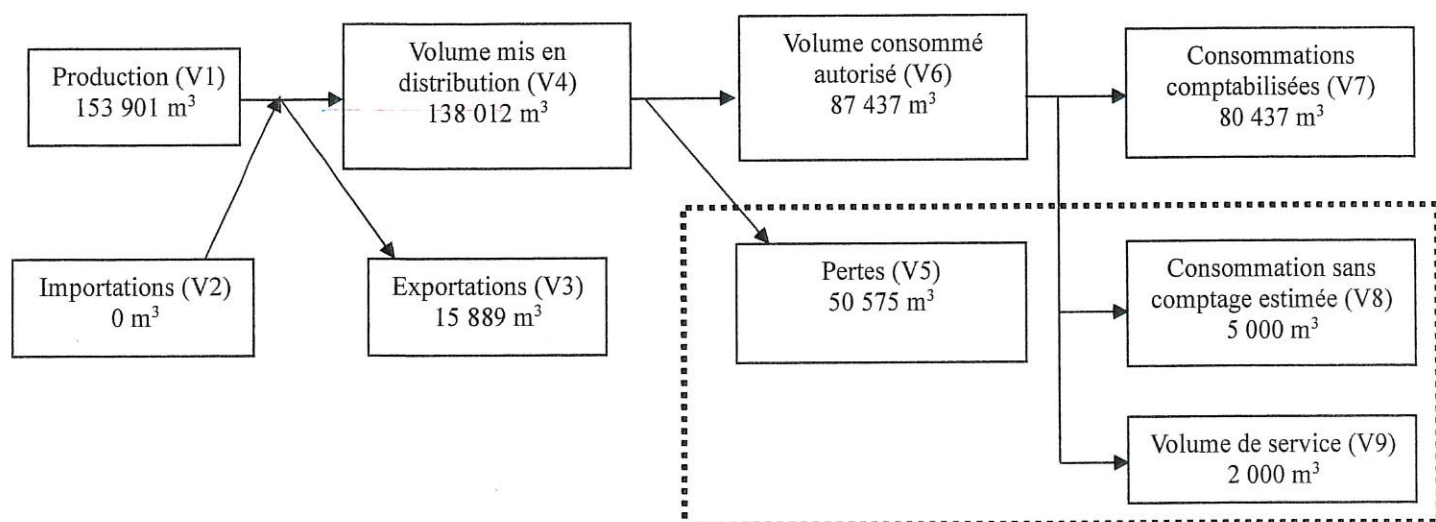 Production (V1)
153 901 m³
Volume mis en
distribution (V4)
138 012 m³
Volume consommé
autorisé (V6)
87 437 m³
Consommations
comptabilisées (V7)
80 437 m³
Importations (V2)
0 m³
Exportations (V3)
15 889 m³
Pertes (V5)
50 575 m³
Consommation sans
comptage estimée (V8)
5 000 m³
Volume de service (V9)
2 000 m³